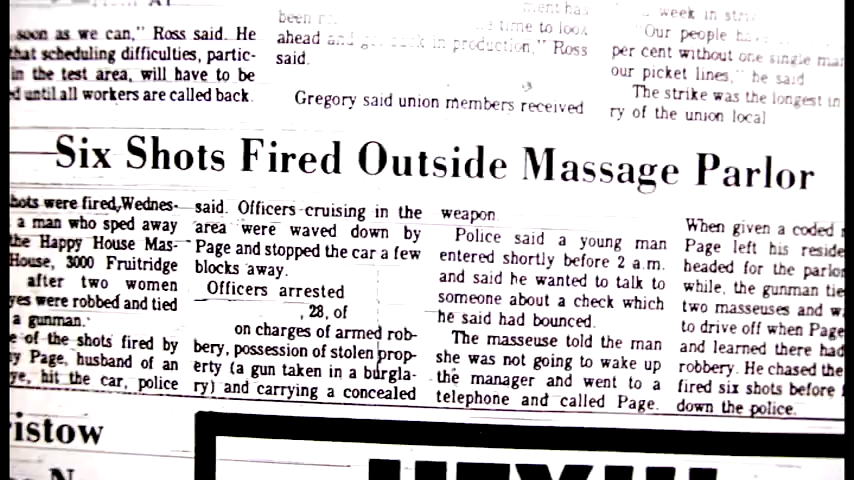 soon as we can," Ross said. He
that scheduling difficulties, partic-
in the test area, will have to be
until all workers are called back.
been
time to look
ahead and get back in production," Ross
said.
Gregory said union members received
week in
"Our people
per cent without one single
our picket lines," he said
The strike was the longest in
ry of the union local
Six Shots Fired Outside Massage Parlor
shots were fired, Wednes-
a man who sped away
the Happy House Mas-
House, 3000 Fruitridge
after two women
were robbed and tied
a gunman.
of the shots fired by
Page, husband of an
hit the car, police
said. Officers cruising in the
area were waved down by
Page and stopped the car a few
blocks away.
Officers arrested
, 28, of
on charges of armed rob-
bery, possession of stolen prop-
erty (a gun taken in a burgla-
ry) and carrying a concealed
weapon
Police said a young man
entered shortly before 2 a.m.
and said he wanted to talk to
someone about a check which
he said had bounced.
The masseuse told the man
she was not going to wake up
the manager and went to a
telephone and called Page.
When given a coded
Page left his
headed for the parlor
while, the gunman
two masseuses and
to drive off when Page
and learned there had
robbery. He chased the
fired six shots before
down the police.
istow